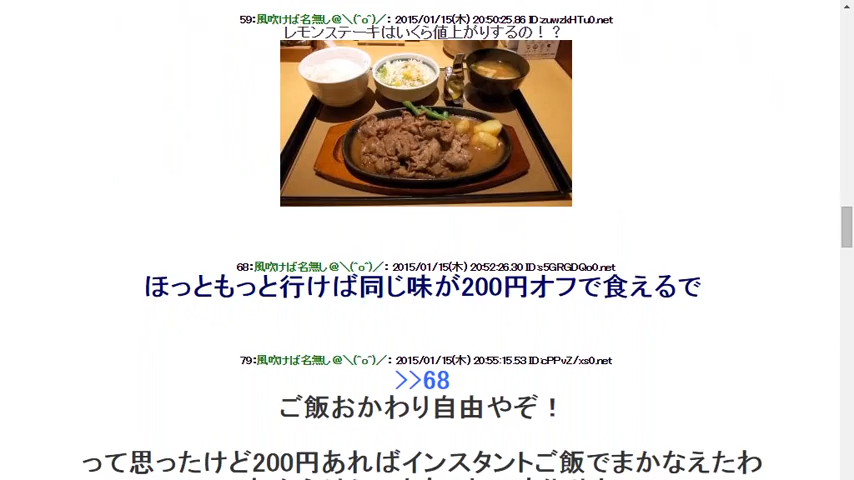 59：風吹けば名無し＠＼(^o^)／： 2015/01/15(木) 20:50:25.86 ID:zuwzkHTu0.net
レモンステーキはいくら値上がりするの！？
68：風吹けば名無し＠＼(^o^)／： 2015/01/15(木) 20:52:26.30 ID:s5GRGDQo0.net
ほっともっと行けば同じ味が200円オフで食えるで
79：風吹けば名無し＠＼(^o^)／： 2015/01/15(木) 20:55:15.53 ID:cPPvZ/xs0.net
>>68
ご飯おかわり自由やぞ！
って思ったけど200円あればインスタントご飯でまかなえたわ